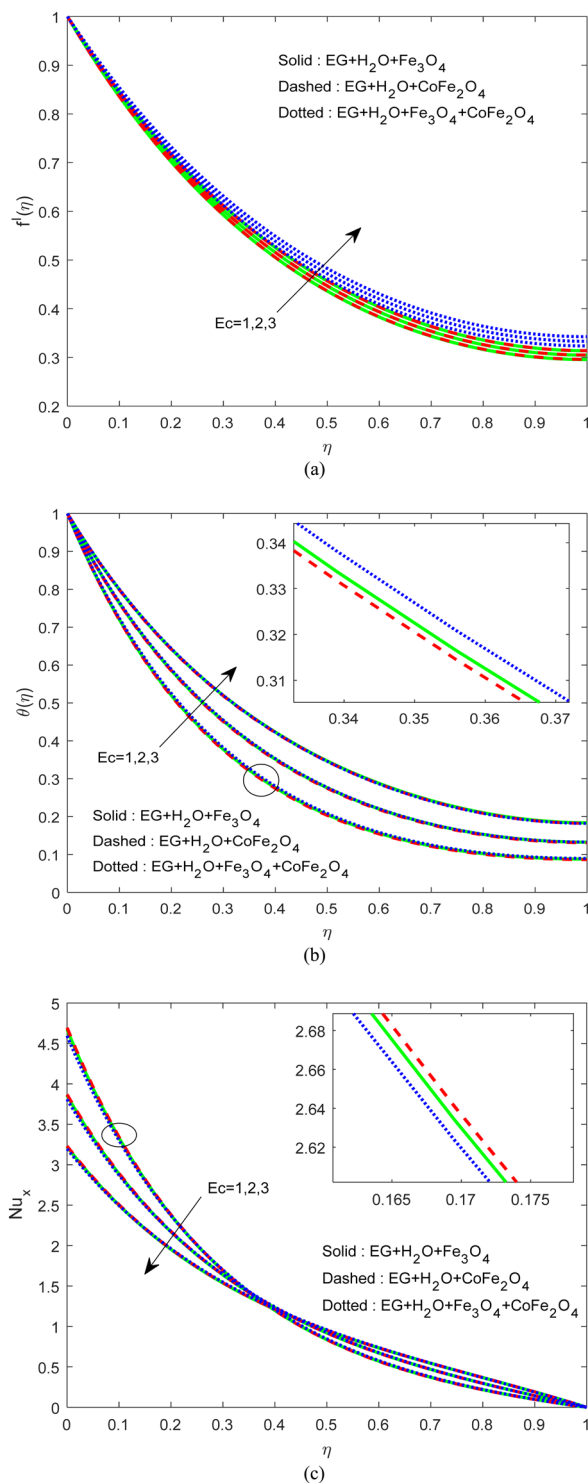 1
0.9
0.8
0.7
0.6
0.5
0.4
0.3
0.2
f^I(η)
Solid : EG+H₂O+Fe₃O₄
Dashed : EG+H₂O+CoFe₂O₄
Dotted : EG+H₂O+Fe₃O₄+CoFe₂O₄
Ec=1,2,3
0 0.1 0.2 0.3 0.4 0.5 0.6 0.7 0.8 0.9 1
η
(a)
1
0.9
0.8
0.7
0.6
0.5
0.4
0.3
0.2
0.1
0
θ(η)
0.34
0.33
0.32
0.31
0.34 0.35 0.36 0.37
Ec=1,2,3
Solid : EG+H₂O+Fe₃O₄
Dashed : EG+H₂O+CoFe₂O₄
Dotted : EG+H₂O+Fe₃O₄+CoFe₂O₄
0 0.1 0.2 0.3 0.4 0.5 0.6 0.7 0.8 0.9 1
η
(b)
5
4.5
4
3.5
3
2.5
2
1.5
1
0.5
0
Nuₓ
2.68
2.66
2.64
2.62
0.165 0.17 0.175
Ec=1,2,3
Solid : EG+H₂O+Fe₃O₄
Dashed : EG+H₂O+CoFe₂O₄
Dotted : EG+H₂O+Fe₃O₄+CoFe₂O₄
0 0.1 0.2 0.3 0.4 0.5 0.6 0.7 0.8 0.9 1
η
(c)